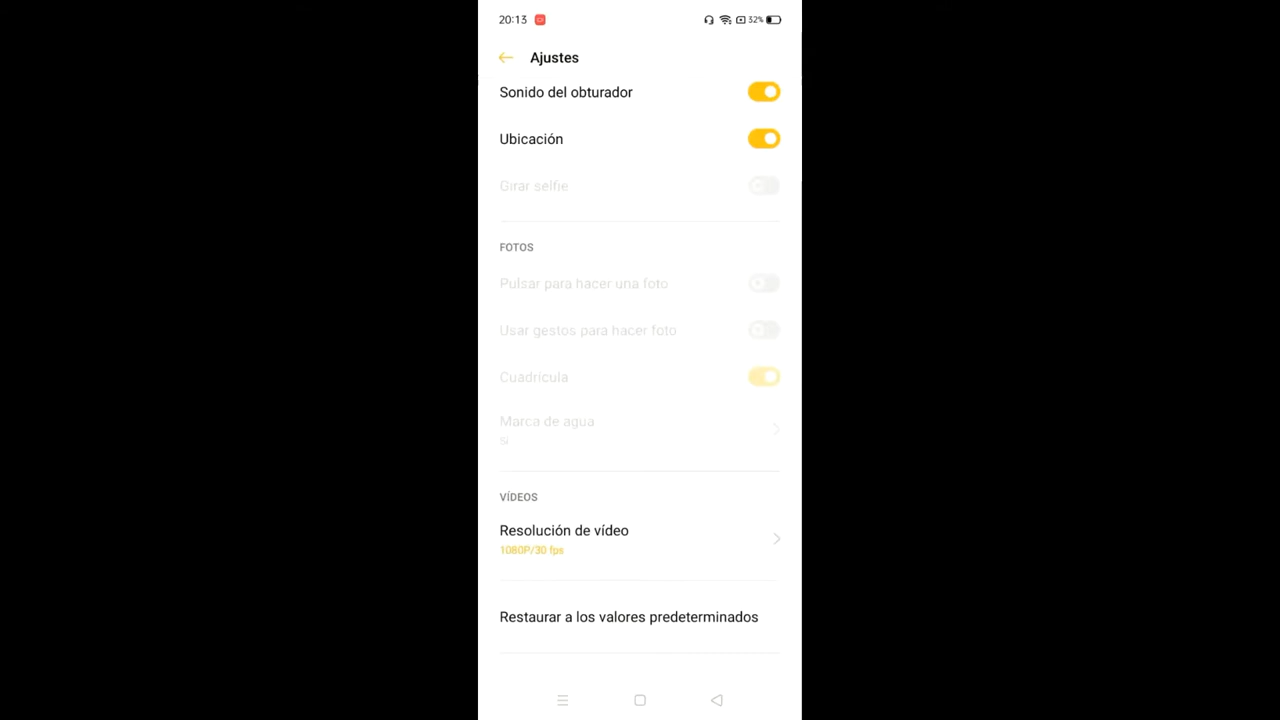 20:13 32%
Ajustes
Sonido del obturador
Ubicación
Girar selfie
FOTOS
Pulsar para hacer una foto
Usar gestos para hacer foto
Cuadrícula
Marca de agua
Sí
VÍDEOS
Resolución de vídeo
1080P/30 fps
Restaurar a los valores predeterminados